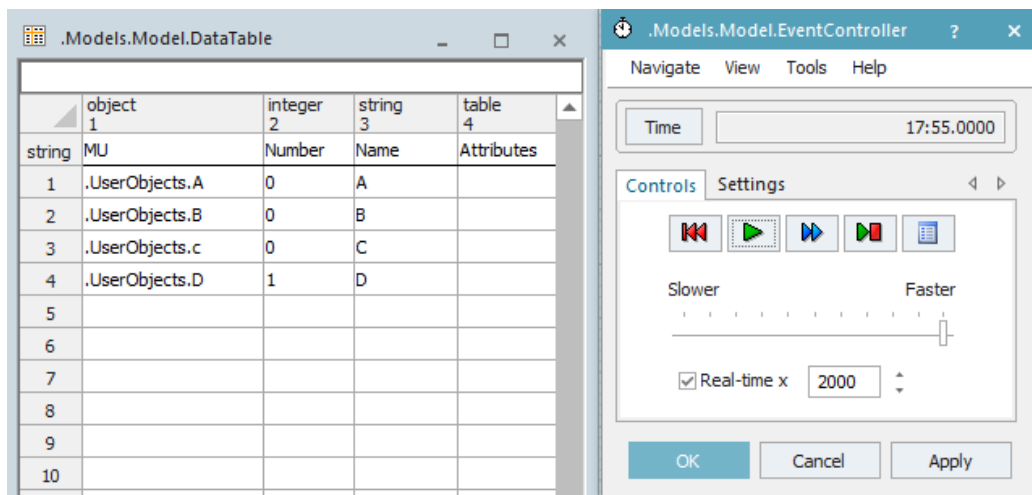 .Models.Model.DataTable
object integer string table
1 2 3 4
string MU Number Name Attributes
1 .UserObjects.A 0 A
2 .UserObjects.B 0 B
3 .UserObjects.c 0 C
4 .UserObjects.D 1 D
5
6
7
8
9
10
.Models.Model.EventController ?
Navigate View Tools Help
Time 17:55.0000
Controls Settings
Slower Faster
Real-time x 2000
OK Cancel Apply